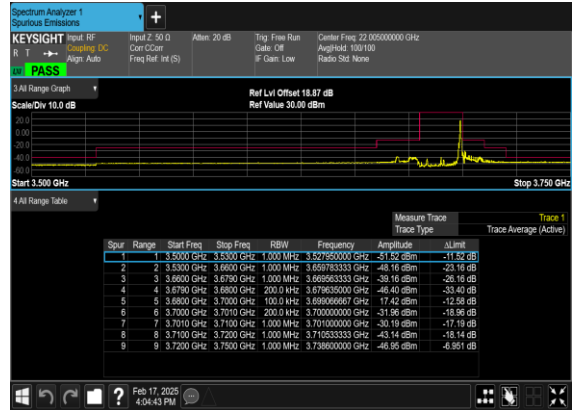 Spectrum Analyzer 1
Spurious Emissions
KEYSIGHT Input: RF Input Z: 50 Ω Atten: 20 dB Trig: Free Run Center Freq: 22.005000000 GHz
R T Coupling: DC Corr CCorr Gate: Off Avg|Hold: 100/100
Align: Auto Freq Ref: Int (S) IF Gain: Low Radio Std: None
PASS
3 All Range Graph
Ref Lvl Offset 18.87 dB
Scale/Div 10.0 dB Ref Value 30.00 dBm
20.0
0.00
-20.0
-40.0
-60.0
Start 3.500 GHz Stop 3.750 GHz
4 All Range Table
Measure Trace Trace 1
Trace Type Trace Average (Active)
Spur Range Start Freq Stop Freq RBW Frequency Amplitude ΔLimit
1 1 3.5000 GHz 3.5300 GHz 1.000 MHz 3.527950000 GHz -51.52 dBm -11.52 dB
2 2 3.5300 GHz 3.6600 GHz 1.000 MHz 3.659783333 GHz -48.16 dBm -23.16 dB
3 3 3.6600 GHz 3.6790 GHz 1.000 MHz 3.669563333 GHz -39.16 dBm -26.16 dB
4 4 3.6790 GHz 3.6800 GHz 200.0 kHz 3.679635000 GHz -46.40 dBm -33.40 dB
5 5 3.6800 GHz 3.7000 GHz 100.0 kHz 3.699066667 GHz 17.42 dBm -12.58 dB
6 6 3.7000 GHz 3.7010 GHz 200.0 kHz 3.700000000 GHz -31.96 dBm -18.96 dB
7 7 3.7010 GHz 3.7100 GHz 1.000 MHz 3.701000000 GHz -30.19 dBm -17.19 dB
8 8 3.7100 GHz 3.7200 GHz 1.000 MHz 3.710533333 GHz -43.14 dBm -18.14 dB
9 9 3.7200 GHz 3.7500 GHz 1.000 MHz 3.738600000 GHz -46.95 dBm -6.951 dB
Feb 17, 2025
4:04:43 PM